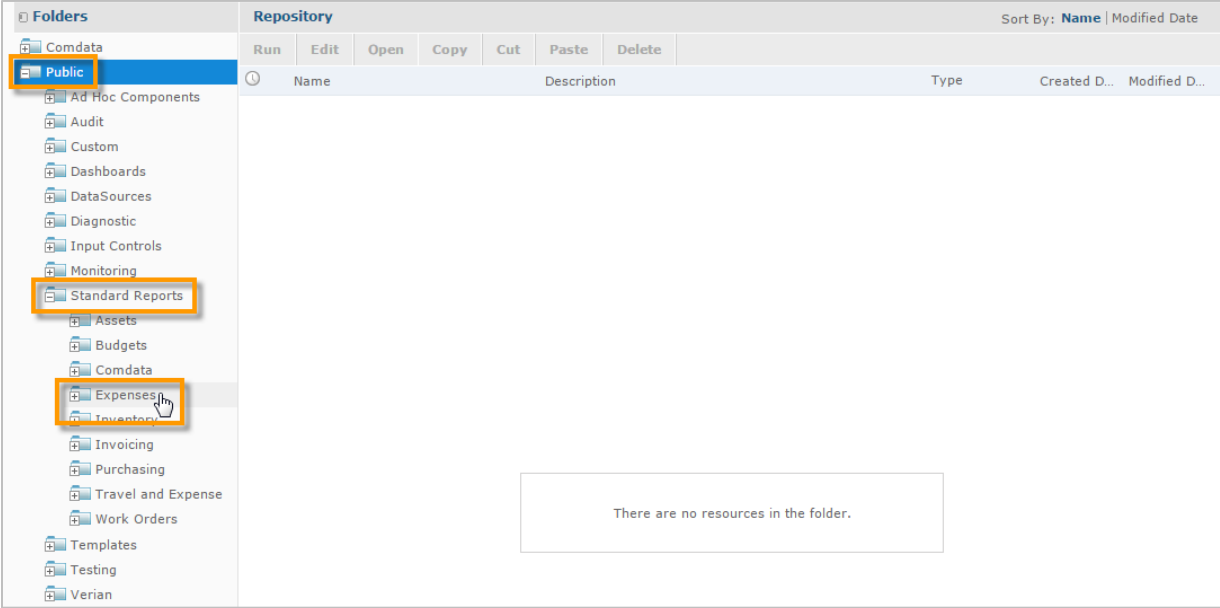 Folders
Comdata
Public
Ad Hoc Components
Audit
Custom
Dashboards
DataSources
Diagnostic
Input Controls
Monitoring
Standard Reports
Assets
Budgets
Comdata
Expenses
Inventory
Invoicing
Purchasing
Travel and Expense
Work Orders
Templates
Testing
Verian
Repository
Sort By: Name | Modified Date
Run Edit Open Copy Cut Paste Delete
Name Description Type Created D... Modified D...
There are no resources in the folder.